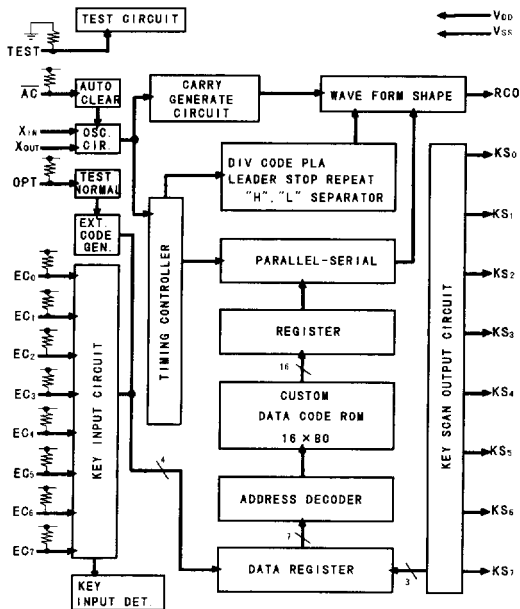 TEST CIRCUIT
VDD
VSS
TEST
AC
AUTO
CLEAR
CARRY
GENERATE
CIRCUIT
WAVE FORM SHAPE
RCO
XIN
XOUT
OSC.
CIR.
OPT
TEST
NORMAL
DIV CODE PLA
LEADER STOP REPEAT
"H"."L" SEPARATOR
EXT.
CODE
GEN.
TIMING CONTROLLER
PARALLEL-SERIAL
REGISTER
16
CUSTOM
DATA CODE ROM
16 × 80
ADDRESS DECODER
7
DATA REGISTER
4
3
KEY INPUT CIRCUIT
KEY
INPUT DET.
EC0
EC1
EC2
EC3
EC4
EC5
EC6
EC7
KEY SCAN OUTPUT CIRCUIT
KS0
KS1
KS2
KS3
KS4
KS5
KS6
KS7